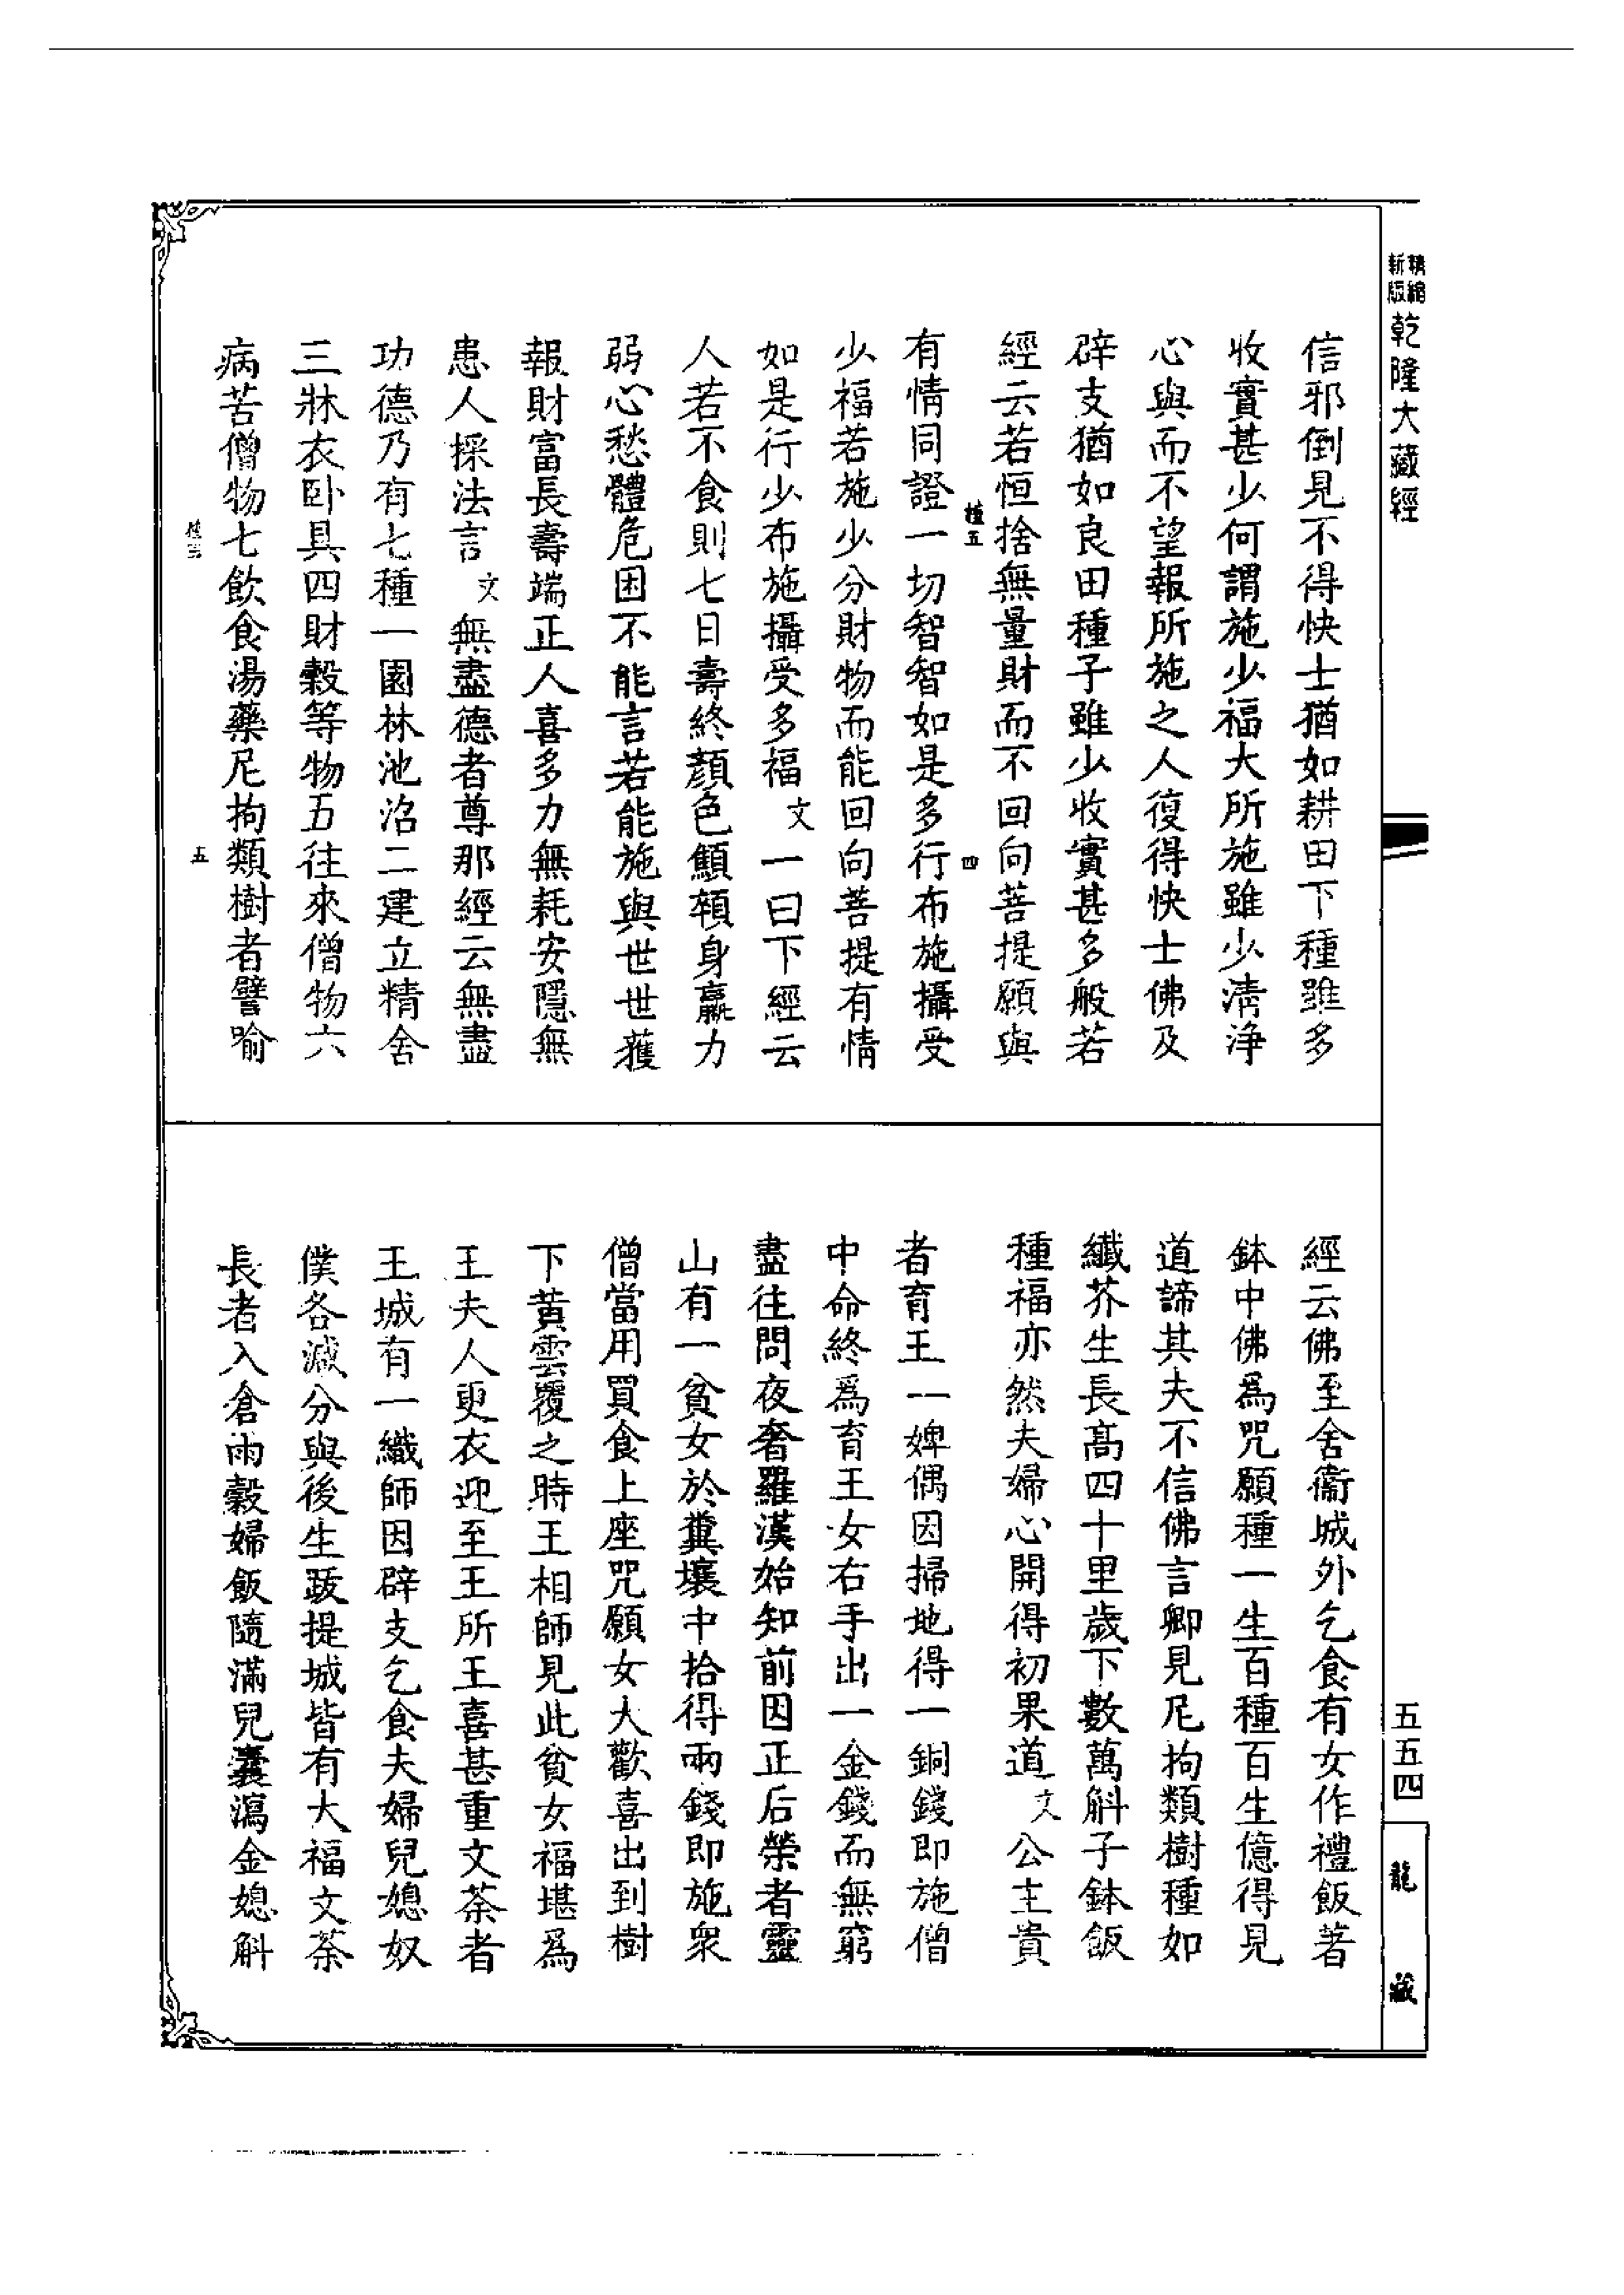 精縮新版
乾隆大藏經
信邪倒見不得快士猶如耕田下種雖多
收實甚少何謂施少福大所施雖少清淨
心與而不望報所施之人復得快士佛及
辟支猶如良田種子雖少收實甚多般若
經云若恒捨無量財而不回向菩提願與
四
有情同證一切智智如是多行布施攝受
少福若施少分財物而能回向菩提有情
如是行少布施攝受多福文一曰下經云
人若不食則七日壽終顏色顦顇身羸力
弱心愁體危困不能言若能施與世世獲
報財富長壽端正人喜多力無耗安隱無
患人採法言文無盡德者尊那經云無盡
功德乃有七種一園林池沼二建立精舍
三牀衣卧具四財穀等物五往來僧物六
病苦僧物七飲食湯藥尼拘類樹者譬喻
五
經云佛至舍衞城外乞食有女作禮飯著
鉢中佛爲咒願種一生百種百生億得見
道諦其夫不信佛言卿見尼拘類樹種如
纖芥生長高四十里歲下數萬斛子鉢飯
種福亦然夫婦心開得初果道文公主貴
者育王一婢偶因掃地得一銅錢即施僧
中命終爲育王女右手出一金錢而無窮
盡往問夜奢羅漢始知前因正后榮者靈
山有一貧女於糞壤中拾得兩錢即施衆
僧當用買食上座咒願女大歡喜出到樹
下黃雲覆之時王相師見此貧女福堪爲
王夫人更衣迎至王所王喜甚重文荼者
王城有一織師因辟支乞食夫婦兒媳奴
僕各減分與後生䟦提城皆有大福文荼
長者入倉雨穀婦飯隨滿兒囊瀉金媳斛
五五四
龍藏